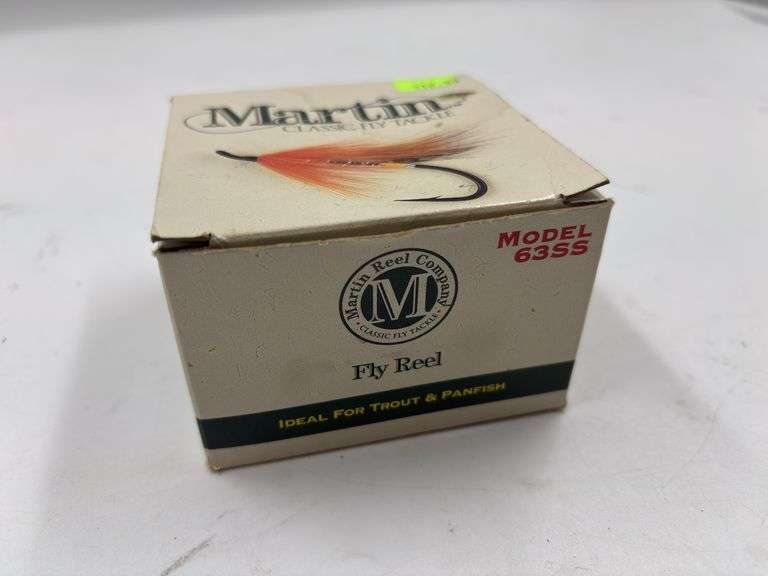 Martin
CLASSIC FLY TACKLE
MODEL
63SS
Martin Reel Company
M
• CLASSIC FLY TACKLE •
Fly Reel
IDEAL FOR TROUT & PANFISH